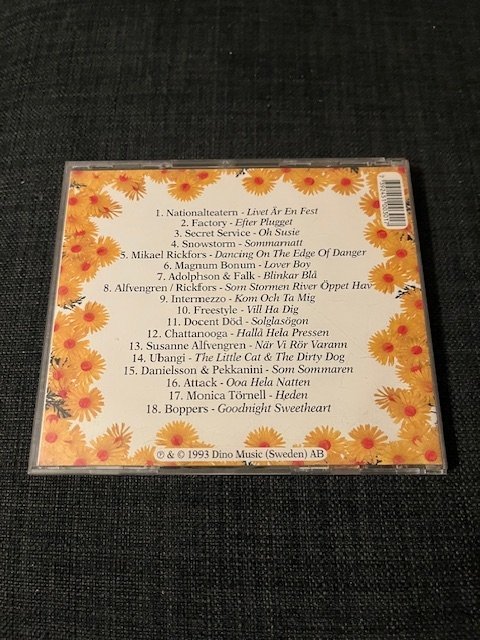 1. Nationalteatern - Livet Är En Fest
2. Factory - Efter Plugget
3. Secret Service - Oh Susie
4. Snowstorm - Sommarnatt
5. Mikael Rickfors - Dancing On The Edge Of Danger
6. Magnum Bonum - Lover Boy
7. Adolphson & Falk - Blinkar Blå
8. Alfvengren / Rickfors - Som Stormen River Öppet Hav
9. Intermezzo - Kom Och Ta Mig
10. Freestyle - Vill Ha Dig
11. Docent Död - Solglasögon
12. Chattanooga - Hallå Hela Pressen
13. Susanne Alfvengren - När Vi Rör Varann
14. Ubangi - The Little Cat & The Dirty Dog
15. Danielsson & Pekkanini - Som Sommaren
16. Attack - Ooa Hela Natten
17. Monica Törnell - Heden
18. Boppers - Goodnight Sweetheart
℗ & © 1993 Dino Music (Sweden) AB